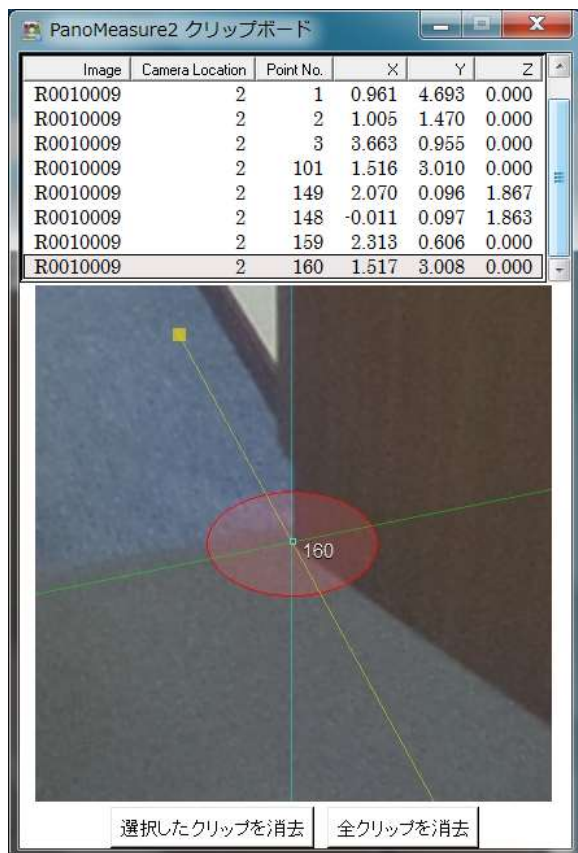 PanoMeasure2 クリップボード
Image Camera Location Point No. X Y Z
R0010009 2 1 0.961 4.693 0.000
R0010009 2 2 1.005 1.470 0.000
R0010009 2 3 3.663 0.955 0.000
R0010009 2 101 1.516 3.010 0.000
R0010009 2 149 2.070 0.096 1.867
R0010009 2 148 -0.011 0.097 1.863
R0010009 2 159 2.313 0.606 0.000
R0010009 2 160 1.517 3.008 0.000
160
選択したクリップを消去 全クリップを消去